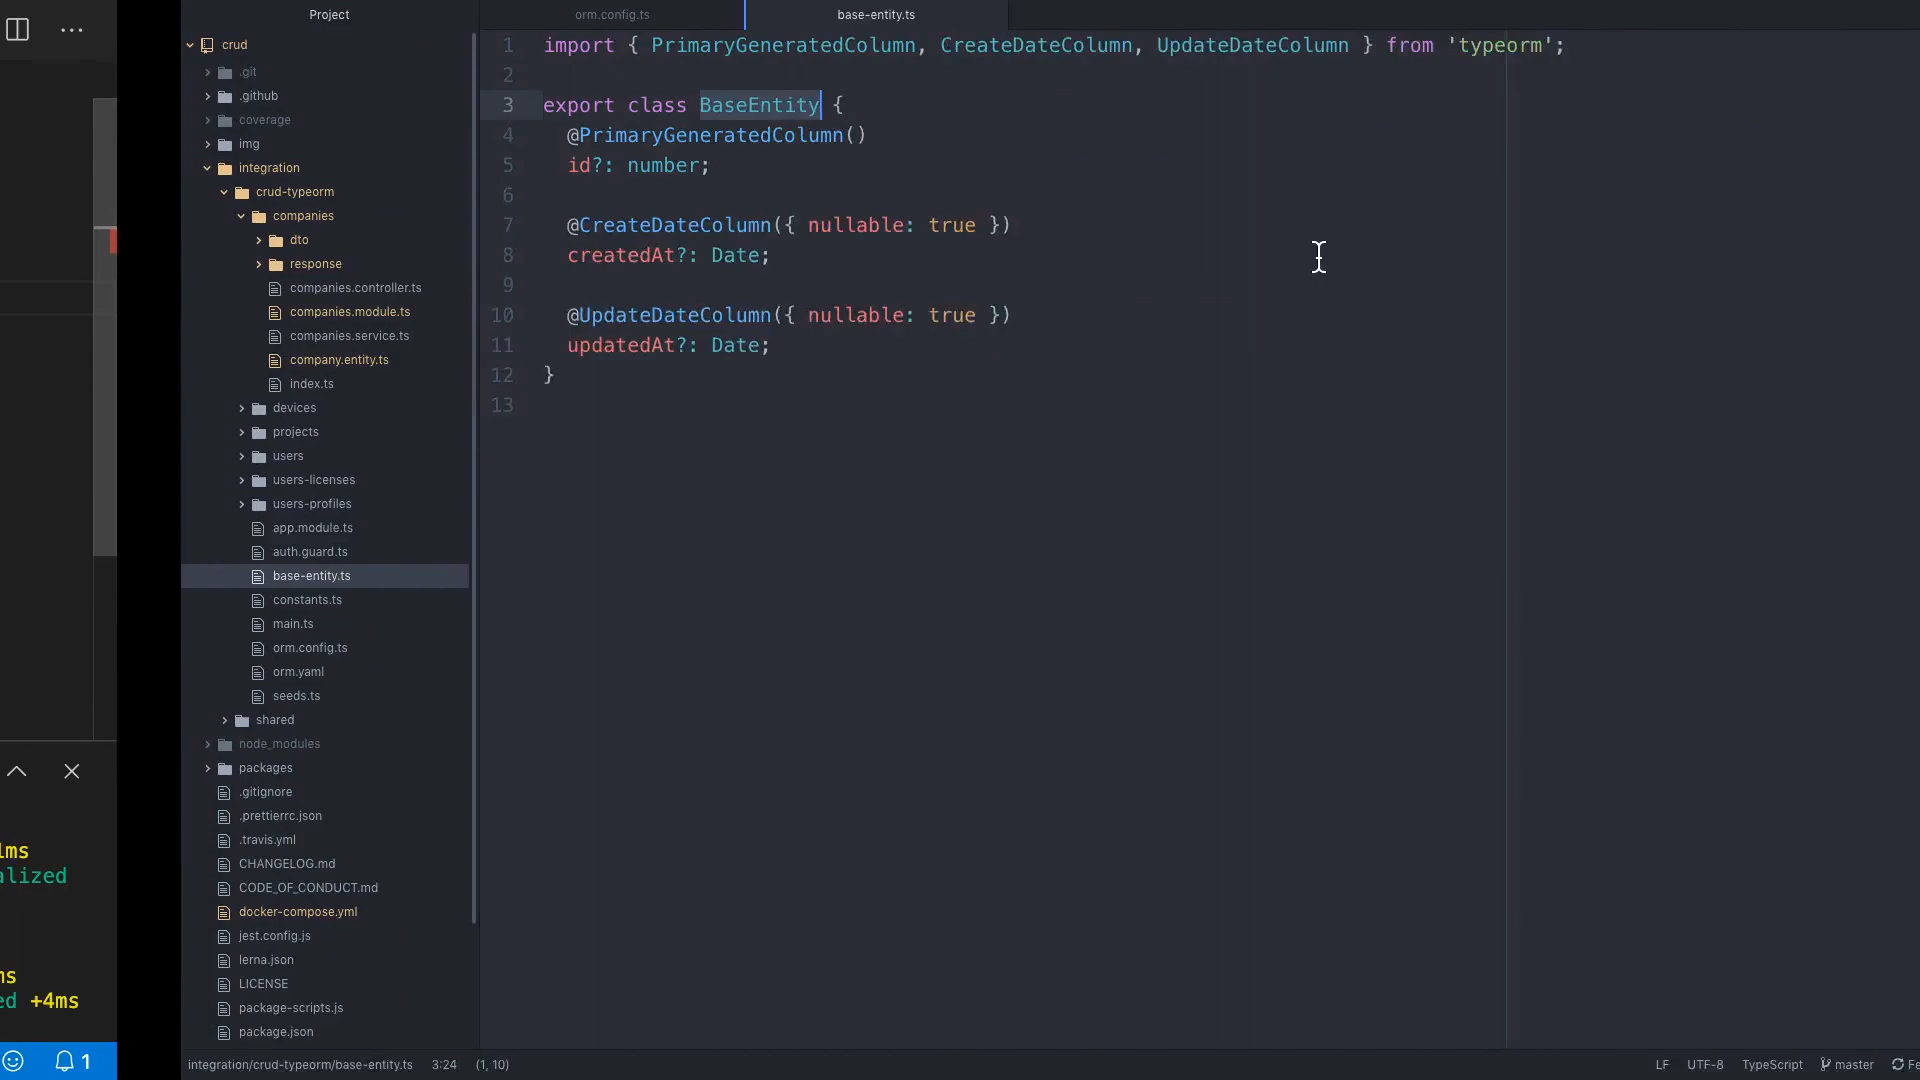 Project
crud
.git
.github
coverage
img
integration
crud-typeorm
companies
dto
response
companies.controller.ts
companies.module.ts
companies.service.ts
company.entity.ts
index.ts
devices
projects
users
users-licenses
users-profiles
app.module.ts
auth.guard.ts
base-entity.ts
constants.ts
main.ts
orm.config.ts
orm.yaml
seeds.ts
shared
node_modules
packages
.gitignore
.prettierrc.json
.travis.yml
CHANGELOG.md
CODE_OF_CONDUCT.md
docker-compose.yml
jest.config.js
lerna.json
LICENSE
package-scripts.js
package.json
orm.config.ts
base-entity.ts
1 import { PrimaryGeneratedColumn, CreateDateColumn, UpdateDateColumn } from 'typeorm';
2
3 export class BaseEntity {
4 @PrimaryGeneratedColumn()
5 id?: number;
6
7 @CreateDateColumn({ nullable: true })
8 createdAt?: Date;
9
10 @UpdateDateColumn({ nullable: true })
11 updatedAt?: Date;
12 }
13
1ms
alized
ms
ed +4ms
1
integration/crud-typeorm/base-entity.ts 3:24 (1, 10)
LF UTF-8 TypeScript master Fe